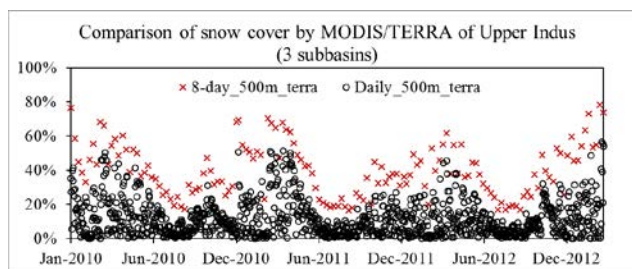 Comparison of snow cover by MODIS/TERRA of Upper Indus
(3 subbasins)
100%
8-day_500m_terra Daily_500m_terra
80%
60%
40%
20%
0%
Jan-2010 Jun-2010 Dec-2010 Jun-2011 Dec-2011 Jun-2012 Dec-2012